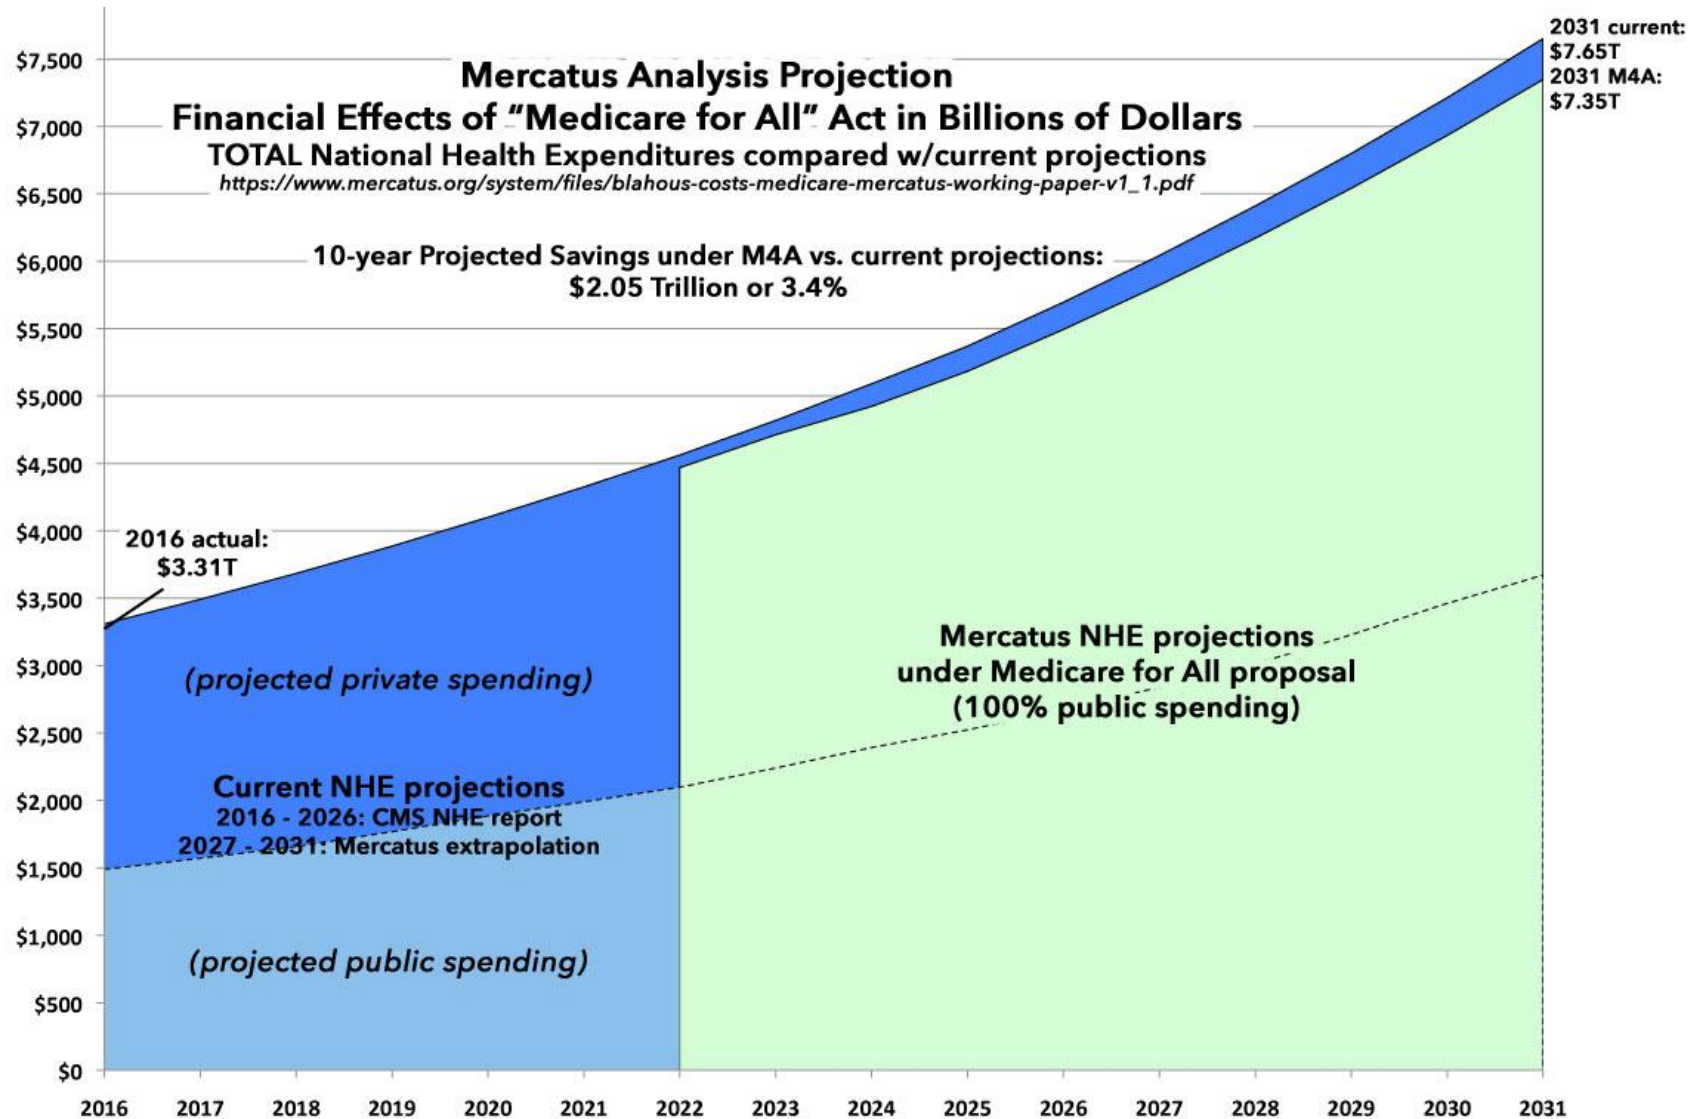 Mercatus Analysis Projection
Financial Effects of “Medicare for All” Act in Billions of Dollars
TOTAL National Health Expenditures compared w/current projections
https://www.mercatus.org/system/files/blahous-costs-medicare-mercatus-working-paper-v1_1.pdf
10-year Projected Savings under M4A vs. current projections:
$2.05 Trillion or 3.4%
2031 current:
$7.65T
2031 M4A:
$7.35T
$7,500
$7,000
$6,500
$6,000
$5,500
$5,000
$4,500
$4,000
$3,500
$3,000
$2,500
$2,000
$1,500
$1,000
$500
$0
2016 actual:
$3.31T
(projected private spending)
Current NHE projections
2016 - 2026: CMS NHE report
2027 - 2031: Mercatus extrapolation
(projected public spending)
Mercatus NHE projections
under Medicare for All proposal
(100% public spending)
2016 2017 2018 2019 2020 2021 2022 2023 2024 2025 2026 2027 2028 2029 2030 2031